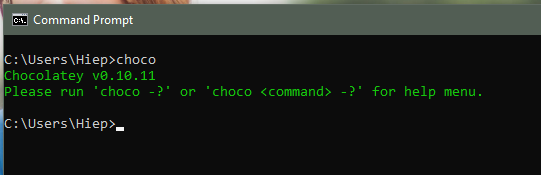 Command Prompt
C:\Users\Hiep>choco
Chocolatey v0.10.11
Please run 'choco -?' or 'choco <command> -?' for help menu.
C:\Users\Hiep>